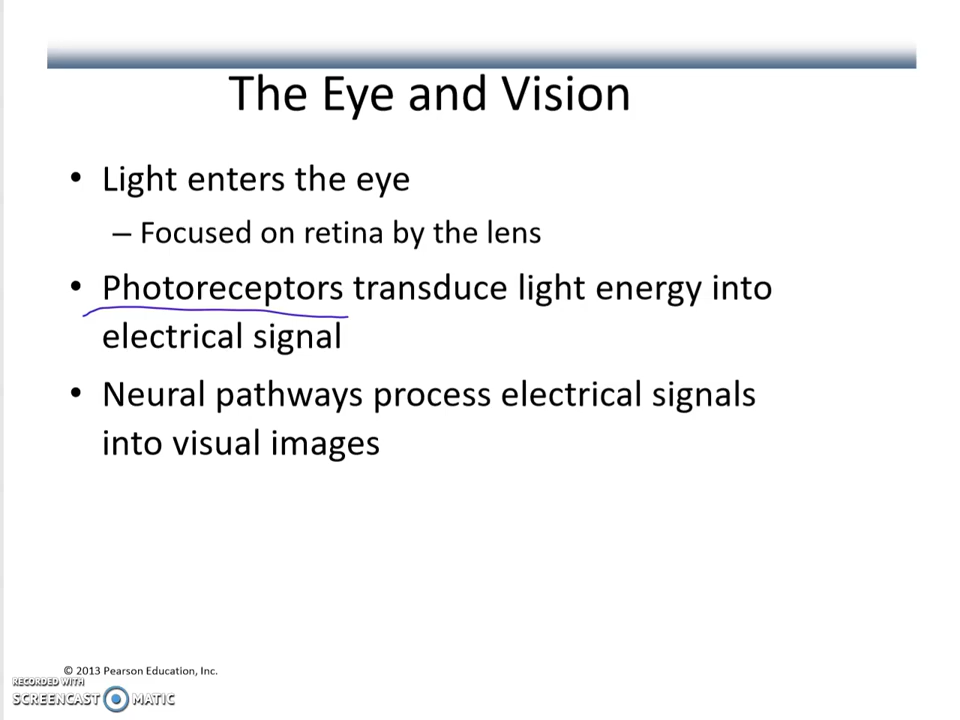 The Eye and Vision
• Light enters the eye
– Focused on retina by the lens
• Photoreceptors transduce light energy into
electrical signal
• Neural pathways process electrical signals
into visual images
© 2013 Pearson Education, Inc.
RECORDED WITH
SCREENCAST MATIC